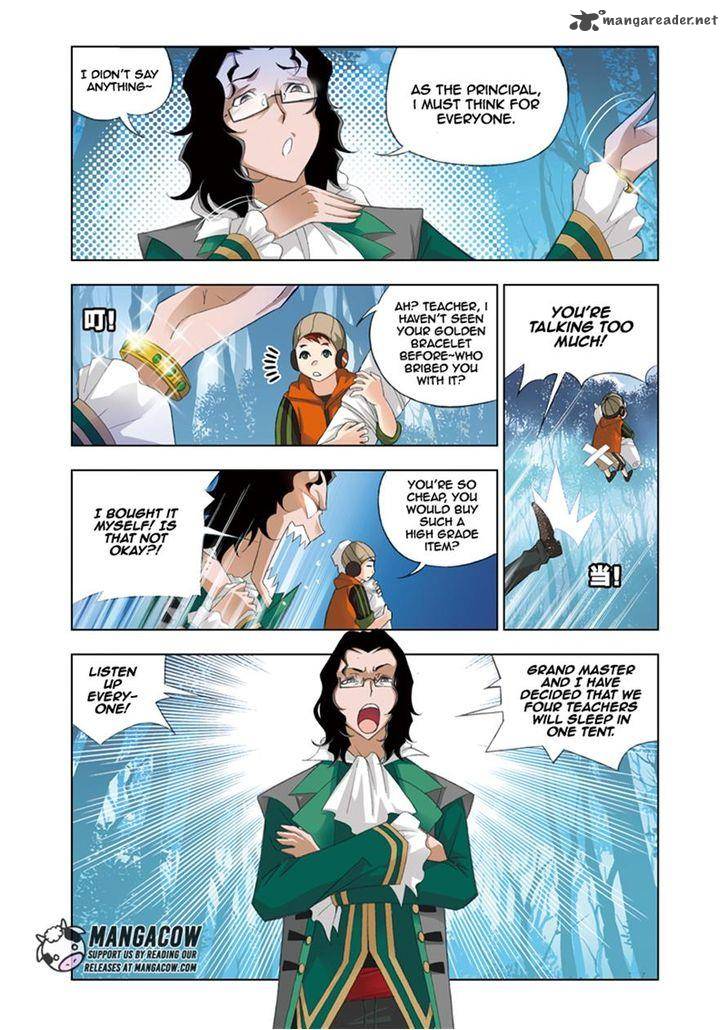 mangareader.net
I DIDN'T SAY
ANYTHING~
AS THE PRINCIPAL,
I MUST THINK FOR
EVERYONE.
叮!
AH? TEACHER, I
HAVEN'T SEEN
YOUR GOLDEN
BRACELET
BEFORE~WHO
BRIBED YOU
WITH IT?
YOU'RE
TALKING TOO
MUCH!
当!
I BOUGHT IT
MYSELF! IS
THAT NOT
OKAY?!
YOU'RE SO
CHEAP, YOU
WOULD BUY
SUCH A
HIGH GRADE
ITEM?
LISTEN
UP
EVERY-
ONE!
GRAND MASTER
AND I HAVE
DECIDED THAT WE
FOUR TEACHERS
WILL SLEEP IN
ONE TENT.
MANGACOW
SUPPORT US BY READING OUR
RELEASES AT MANGACOW.COM